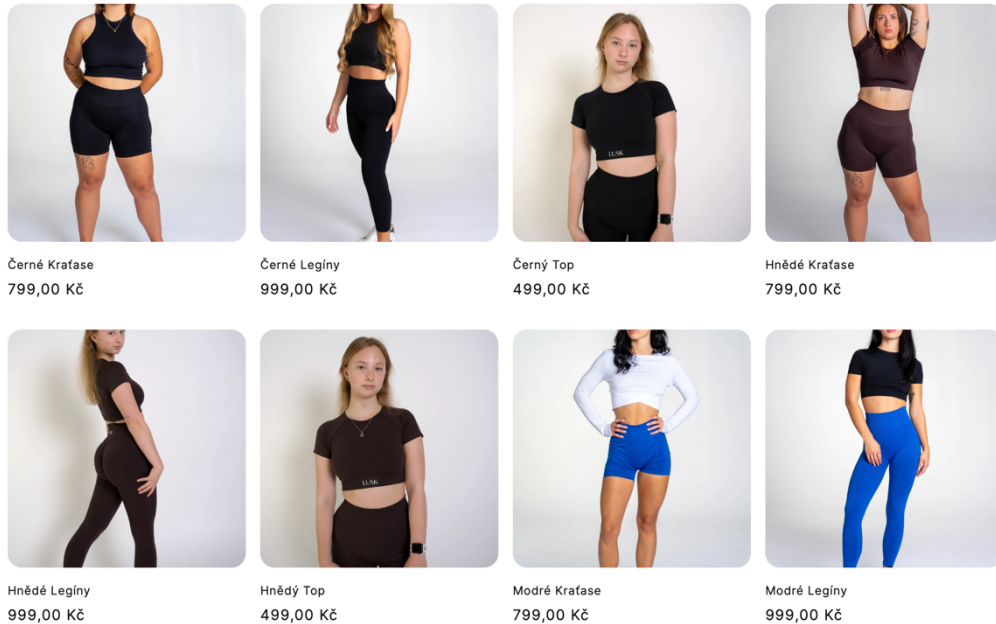 LUSK
Černé Kraťase
799,00 Kč
Černé Legíny
999,00 Kč
Černý Top
499,00 Kč
Hnědé Kraťase
799,00 Kč
LUSK
Hnědé Legíny
999,00 Kč
Hnědý Top
499,00 Kč
Modré Kraťase
799,00 Kč
Modré Legíny
999,00 Kč